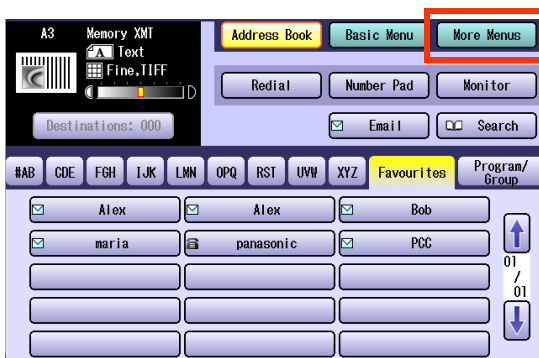 A3 Memory XMT
A Text
Fine,TIFF
D
Destinations: 000
Address Book Basic Menu More Menus
Redial Number Pad Monitor
Email Search
#AB CDE FGH IJK LMN OPQ RST UVW XYZ Favourites Program/
Group
Alex Alex Bob
maria panasonic PCC
01
/
01